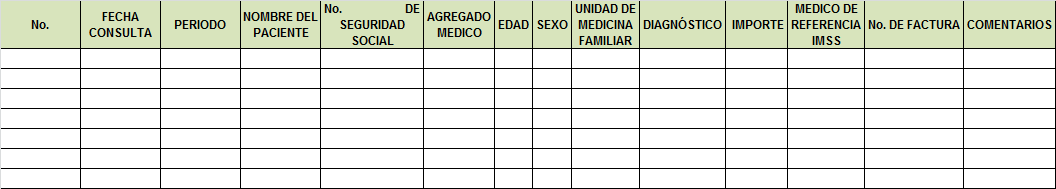 No.
FECHA
CONSULTA
PERIODO
NOMBRE DEL
PACIENTE
No. DE
SEGURIDAD
SOCIAL
AGREGADO
MEDICO
EDAD
SEXO
UNIDAD DE
MEDICINA
FAMILIAR
DIAGNÓSTICO
IMPORTE
MEDICO DE
REFERENCIA
IMSS
No. DE FACTURA
COMENTARIOS